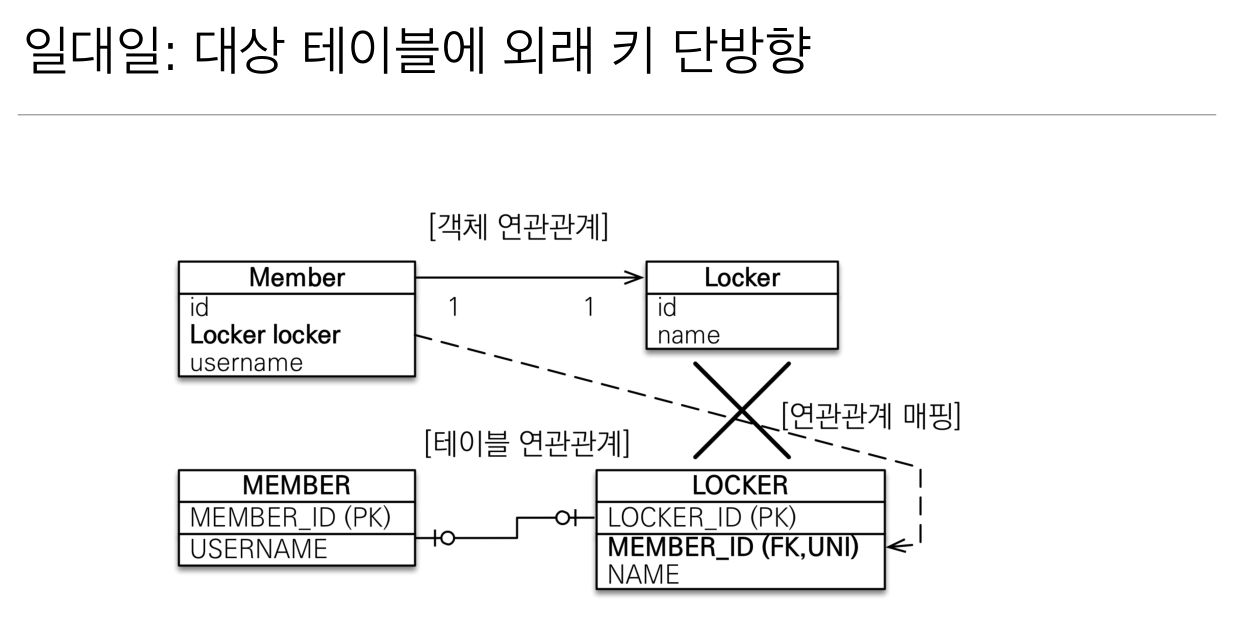 일대일: 대상 테이블에 외래 키 단방향
[객체 연관관계]
Member
id
Locker locker
username
1
1
Locker
id
name
[연관관계 매핑]
[테이블 연관관계]
MEMBER
MEMBER_ID (PK)
USERNAME
LOCKER
LOCKER_ID (PK)
MEMBER_ID (FK,UNI)
NAME